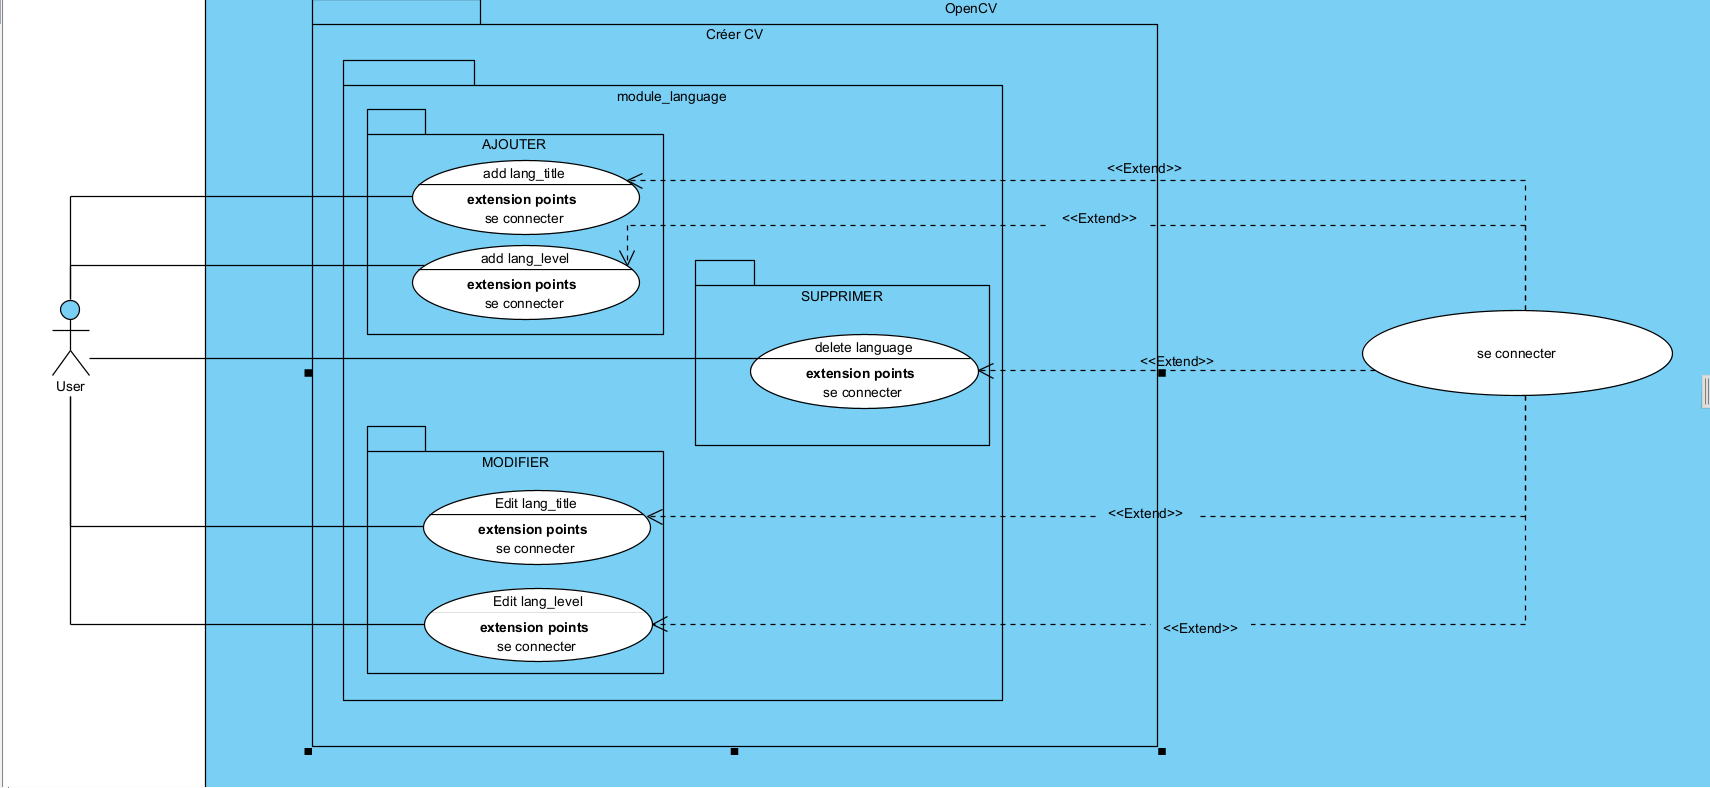 OpenCV
Créer CV
module_language
AJOUTER
add lang_title
extension points
se connecter
<<Extend>>
<<Extend>>
add lang_level
extension points
se connecter
SUPPRIMER
delete language
extension points
se connecter
<<Extend>>
se connecter
User
MODIFIER
Edit lang_title
extension points
se connecter
<<Extend>>
Edit lang_level
extension points
se connecter
<<Extend>>